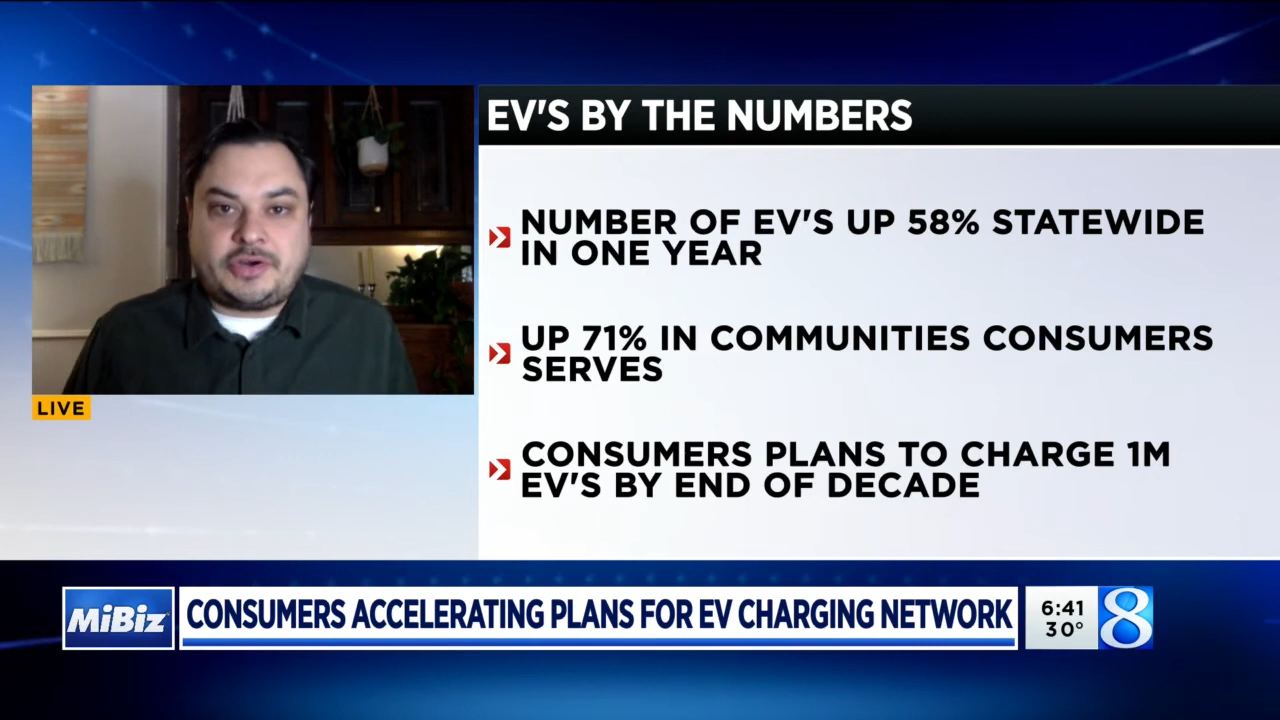 EV'S BY THE NUMBERS
NUMBER OF EV'S UP 58% STATEWIDE
IN ONE YEAR
UP 71% IN COMMUNITIES CONSUMERS
SERVES
CONSUMERS PLANS TO CHARGE 1M
EV'S BY END OF DECADE
LIVE
MiBiz
CONSUMERS ACCELERATING PLANS FOR EV CHARGING NETWORK
6:41
30°
8